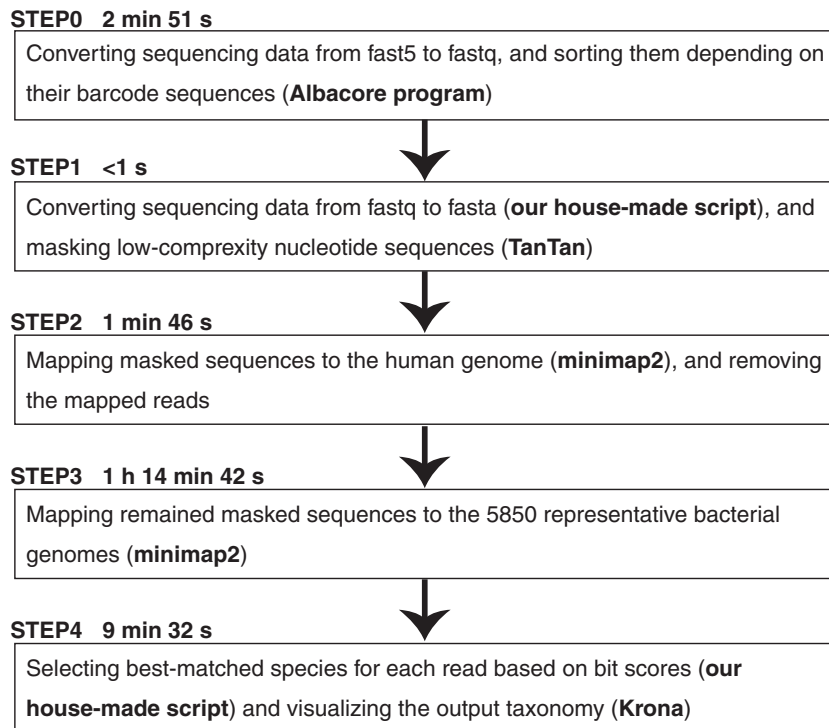 STEP0 2 min 51 s
Converting sequencing data from fast5 to fastq, and sorting them depending on
their barcode sequences (Albacore program)
STEP1 <1 s
Converting sequencing data from fastq to fasta (our house-made script), and
masking low-comprexity nucleotide sequences (TanTan)
STEP2 1 min 46 s
Mapping masked sequences to the human genome (minimap2), and removing
the mapped reads
STEP3 1 h 14 min 42 s
Mapping remained masked sequences to the 5850 representative bacterial
genomes (minimap2)
STEP4 9 min 32 s
Selecting best-matched species for each read based on bit scores (our
house-made script) and visualizing the output taxonomy (Krona)